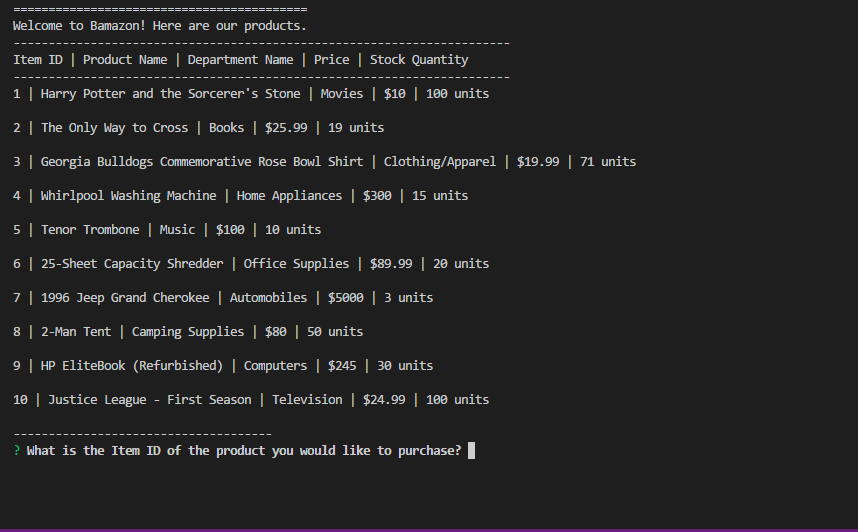 ==========================================
Welcome to Bamazon! Here are our products.
-----------------------------------------------------------------------
Item ID | Product Name | Department Name | Price | Stock Quantity
-----------------------------------------------------------------------
1 | Harry Potter and the Sorcerer's Stone | Movies | $10 | 100 units
2 | The Only Way to Cross | Books | $25.99 | 19 units
3 | Georgia Bulldogs Commemorative Rose Bowl Shirt | Clothing/Apparel | $19.99 | 71 units
4 | Whirlpool Washing Machine | Home Appliances | $300 | 15 units
5 | Tenor Trombone | Music | $100 | 10 units
6 | 25-Sheet Capacity Shredder | Office Supplies | $89.99 | 20 units
7 | 1996 Jeep Grand Cherokee | Automobiles | $5000 | 3 units
8 | 2-Man Tent | Camping Supplies | $80 | 50 units
9 | HP EliteBook (Refurbished) | Computers | $245 | 30 units
10 | Justice League - First Season | Television | $24.99 | 100 units
-------------------------------------
? What is the Item ID of the product you would like to purchase?